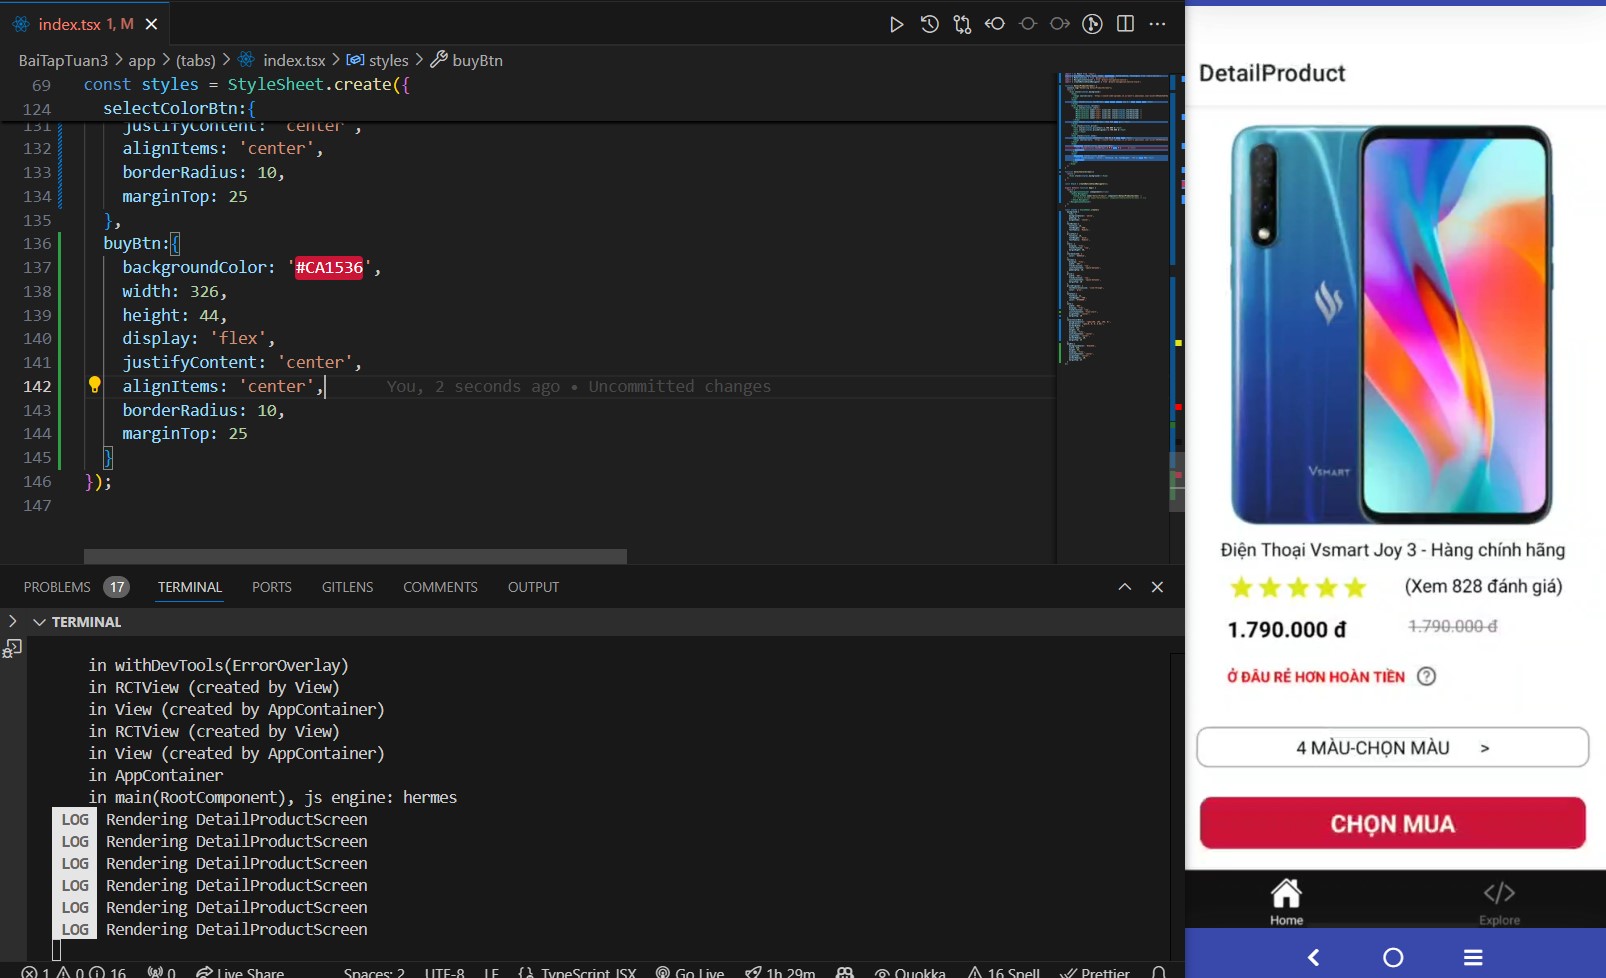 index.tsx 1, M
BaiTapTuan3 > app > (tabs) > index.tsx > styles > buyBtn
69 const styles = StyleSheet.create({
124 selectColorBtn:{
131 justifyContent: 'center',
132 alignItems: 'center',
133 borderRadius: 10,
134 marginTop: 25
135 },
136 buyBtn:{
137 backgroundColor: '#CA1536',
138 width: 326,
139 height: 44,
140 display: 'flex',
141 justifyContent: 'center',
142 alignItems: 'center', You, 2 seconds ago • Uncommitted changes
143 borderRadius: 10,
144 marginTop: 25
145 }
146 });
147
PROBLEMS 17 TERMINAL PORTS GITLENS COMMENTS OUTPUT
TERMINAL
in withDevTools(ErrorOverlay)
in RCTView (created by View)
in View (created by AppContainer)
in RCTView (created by View)
in View (created by AppContainer)
in AppContainer
in main(RootComponent), js engine: hermes
LOG Rendering DetailProductScreen
LOG Rendering DetailProductScreen
LOG Rendering DetailProductScreen
LOG Rendering DetailProductScreen
LOG Rendering DetailProductScreen
LOG Rendering DetailProductScreen
1 0 16 0 Live Share Spaces: 2 UTF-8 LF {} TypeScript JSX Go Live 1h 29m Quokka 16 Spell Prettier
DetailProduct
VSMART
Điện Thoại Vsmart Joy 3 - Hàng chính hãng
(Xem 828 đánh giá)
1.790.000 đ 1.790.000 đ
Ở ĐÂU RẺ HƠN HOÀN TIỀN ?
4 MÀU-CHỌN MÀU >
CHỌN MUA
Home Explore